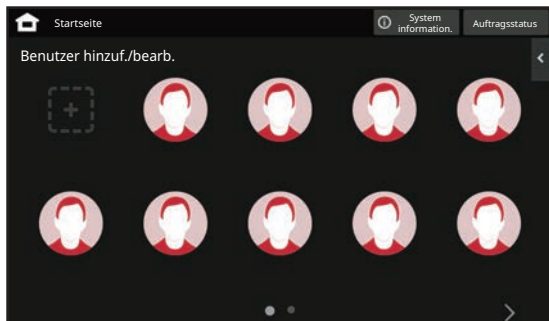 Startseite
System
information.
Auftragsstatus
Benutzer hinzuf./bearb.